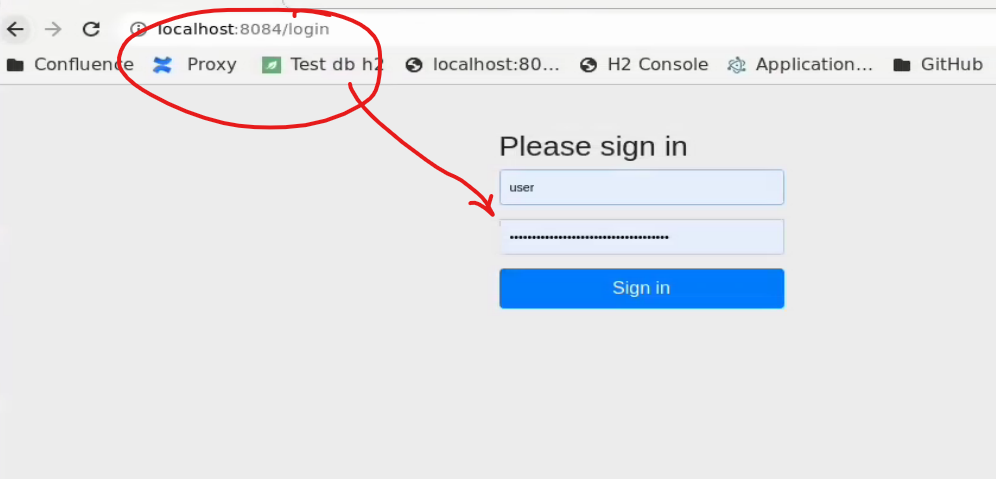 localhost:8084/login
Confluence Proxy Test db h2 localhost:80... H2 Console Application... GitHub
Please sign in
user
••••••••••••••••••••••••••••••••••••
Sign in